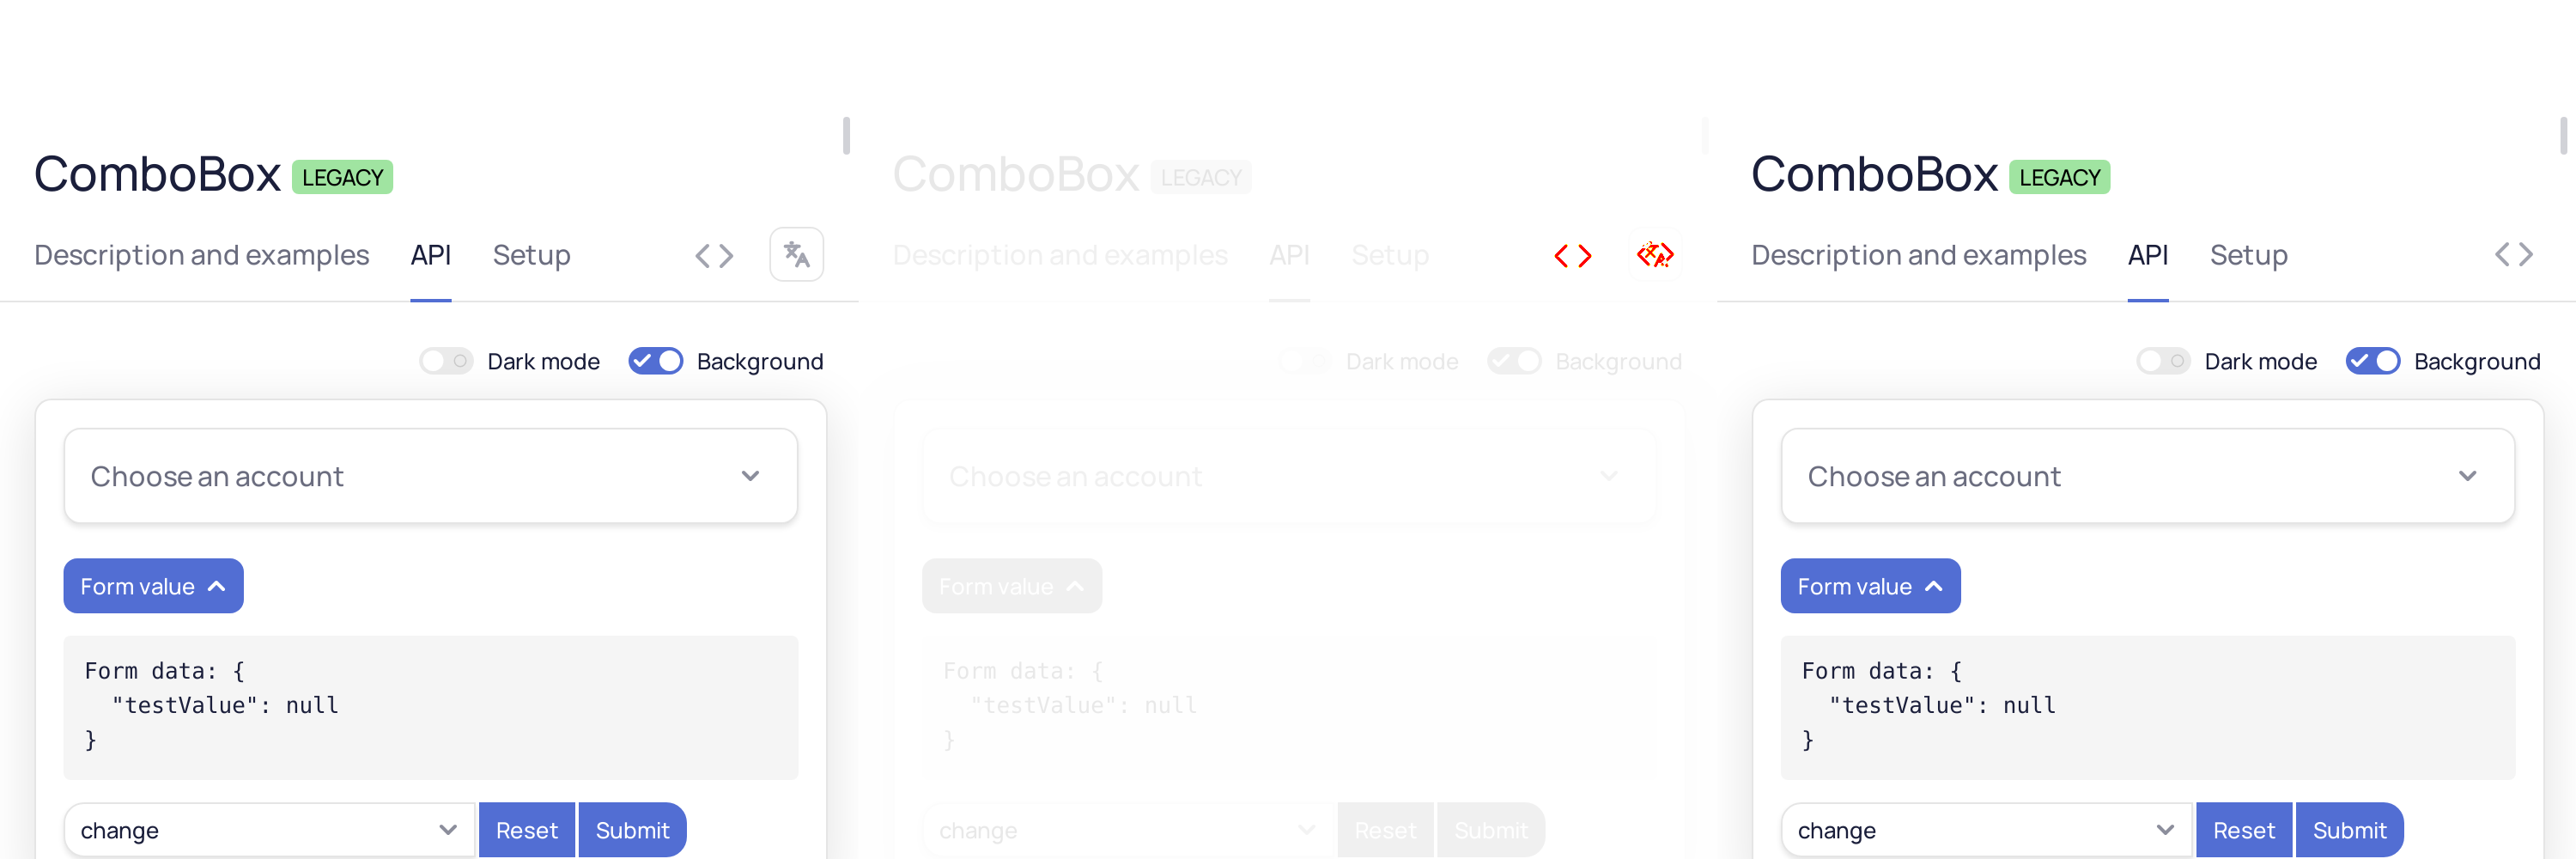 ComboBox LEGACY
Description and examples API Setup
Dark mode Background
Choose an account
Form value
Form data: {
"testValue": null
}
change Reset Submit
ComboBox LEGACY
Description and examples API Setup
Dark mode Background
Choose an account
Form value
Form data: {
"testValue": null
}
change Reset Submit
ComboBox LEGACY
Description and examples API Setup
Dark mode Background
Choose an account
Form value
Form data: {
"testValue": null
}
change Reset Submit